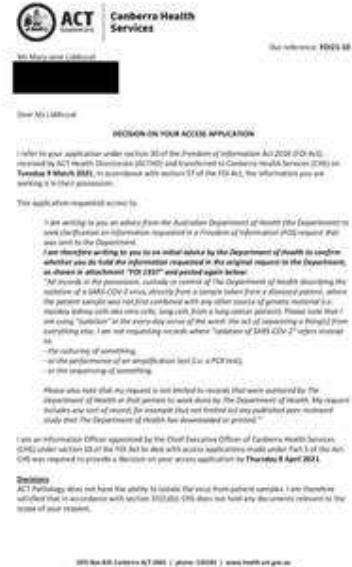 ACT
Canberra Health
Services
Our reference: FOI21-18
Dear Ms
DECISION ON YOUR ACCESS APPLICATION
I refer to your application under section 30 of the Freedom of Information Act 2016 (FOI Act),
received by ACT Health Directorate (ACTHD) and transferred to Canberra Health Services (CHS) on
Tuesday 9 March 2021, in accordance with section 57 of the FOI Act, the information you are
seeking is in their possession.
This application requested access to:
'I am writing to you on advice from the Australian Department of Health (the Department) to
seek clarification on information requested in a Freedom of Information (FOI) request that
was sent to the Department.
I am therefore writing to you to on initial advice by the Department of Health to confirm
whether you do hold the information requested in the original request to the Department,
as shown in attachment "FOI 2357" and pasted again below:
"All records in the possession, custody or control of The Department of Health describing the
isolation of a SARS-COV-2 virus, directly from a sample taken from a diseased patient, where
the patient sample was not first combined with any other source of genetic material (i.e.
monkey kidney cells aka vero cells; lung cells from a lung cancer patient). Please note that I
am using "isolation" in the every-day sense of the word: the act of separating a thing(s) from
everything else. I am not requesting records where "isolation of SARS-COV-2" refers instead
to:
- the culturing of something,
- or the performance of an amplification test (i.e. a PCR test),
- or the sequencing of something.
Please also note that my request is not limited to records that were authored by The
Department of Health or that pertain to work done by The Department of Health. My request
includes any sort of record, for example (but not limited to) any published peer-reviewed
study that The Department of Health has downloaded or printed."'
I am an Information Officer appointed by the Chief Executive Officer of Canberra Health Services
(CHS) under section 18 of the FOI Act to deal with access applications made under Part 5 of the Act.
CHS was required to provide a decision on your access application by Thursday 8 April 2021.
Decisions
ACT Pathology does not have the ability to isolate the virus from patient samples. I am therefore
satisfied that in accordance with section CHS does not hold any documents relevant to the
scope of your request.
GPO Box 825 Canberra ACT 2601 | phone: | www.health.act.gov.au